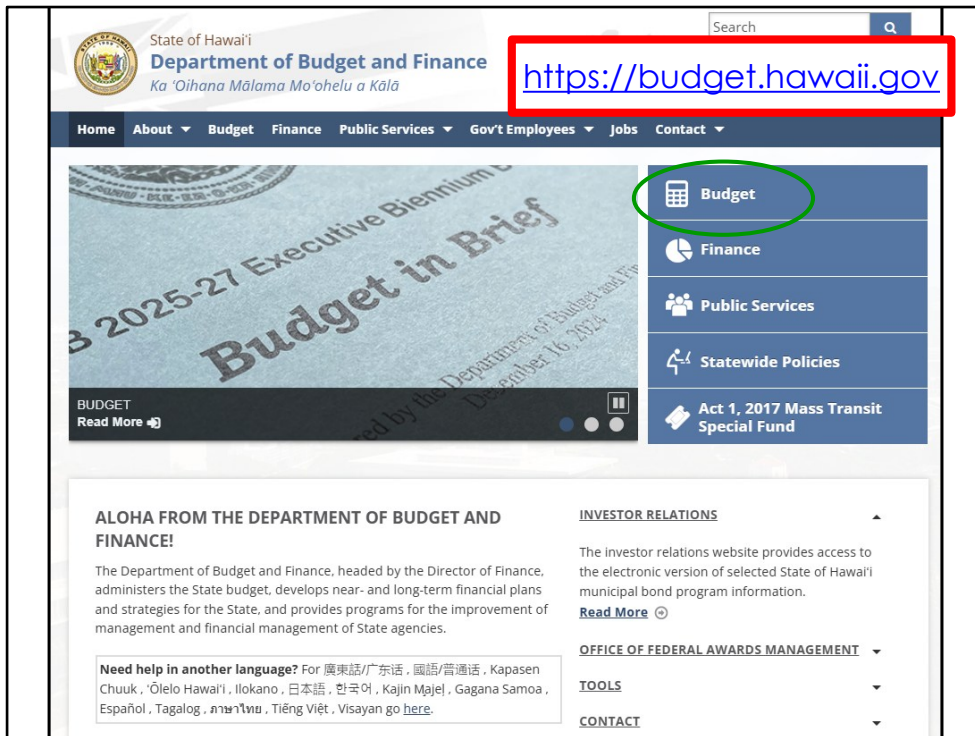 Search
State of Hawaiʻi
Department of Budget and Finance
Ka ʻOihana Mālama Moʻohelu a Kālā
https://budget.hawaii.gov
Home About Budget Finance Public Services Gov't Employees Jobs Contact
B 2025-27 Executive Biennium
Budget in Brief
Department of Budget and
December 16, 2024
BUDGET
Read More
Budget
Finance
Public Services
Statewide Policies
Act 1, 2017 Mass Transit
Special Fund
ALOHA FROM THE DEPARTMENT OF BUDGET AND
FINANCE!
The Department of Budget and Finance, headed by the Director of Finance,
administers the State budget, develops near- and long-term financial plans
and strategies for the State, and provides programs for the improvement of
management and financial management of State agencies.
Need help in another language? For 廣東話/广东话 , 國語/普通话 , Kapasen
Chuuk , ʻŌlelo Hawaiʻi , Ilokano , 日本語 , 한국어 , Kajin Majeļ , Gagana Samoa ,
Español , Tagalog , ภาษาไทย , Tiếng Việt , Visayan go here.
INVESTOR RELATIONS
The investor relations website provides access to
the electronic version of selected State of Hawaiʻi
municipal bond program information.
Read More
OFFICE OF FEDERAL AWARDS MANAGEMENT
TOOLS
CONTACT